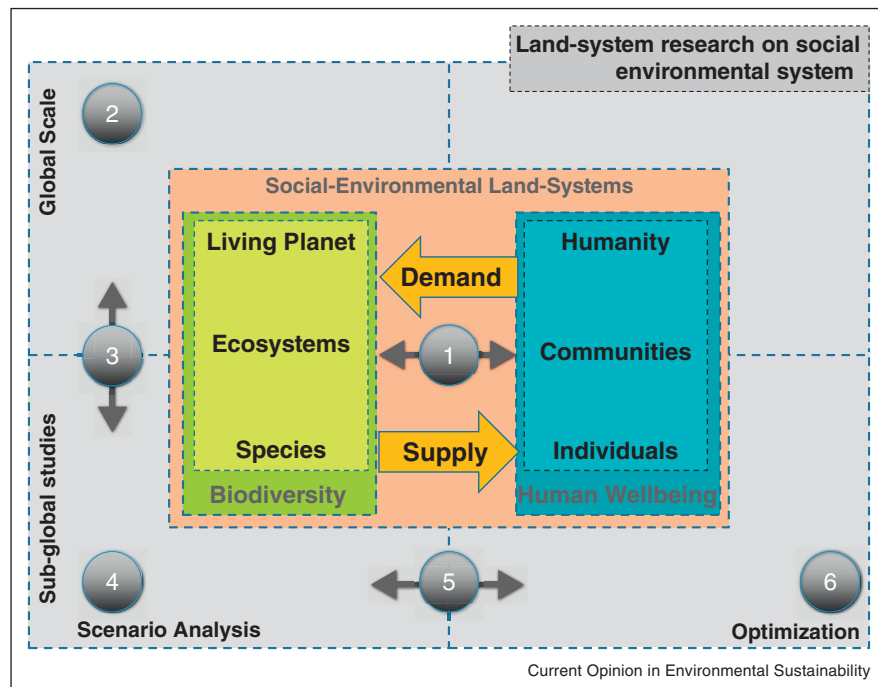 Land-system research on social
environmental system
Global Scale
2
Social-Environmental Land-Systems
Living Planet
Humanity
Demand
Ecosystems
1
Communities
3
Species
Supply
Individuals
Biodiversity
Human Wellbeing
Sub-global studies
4
5
6
Scenario Analysis
Optimization
Current Opinion in Environmental Sustainability